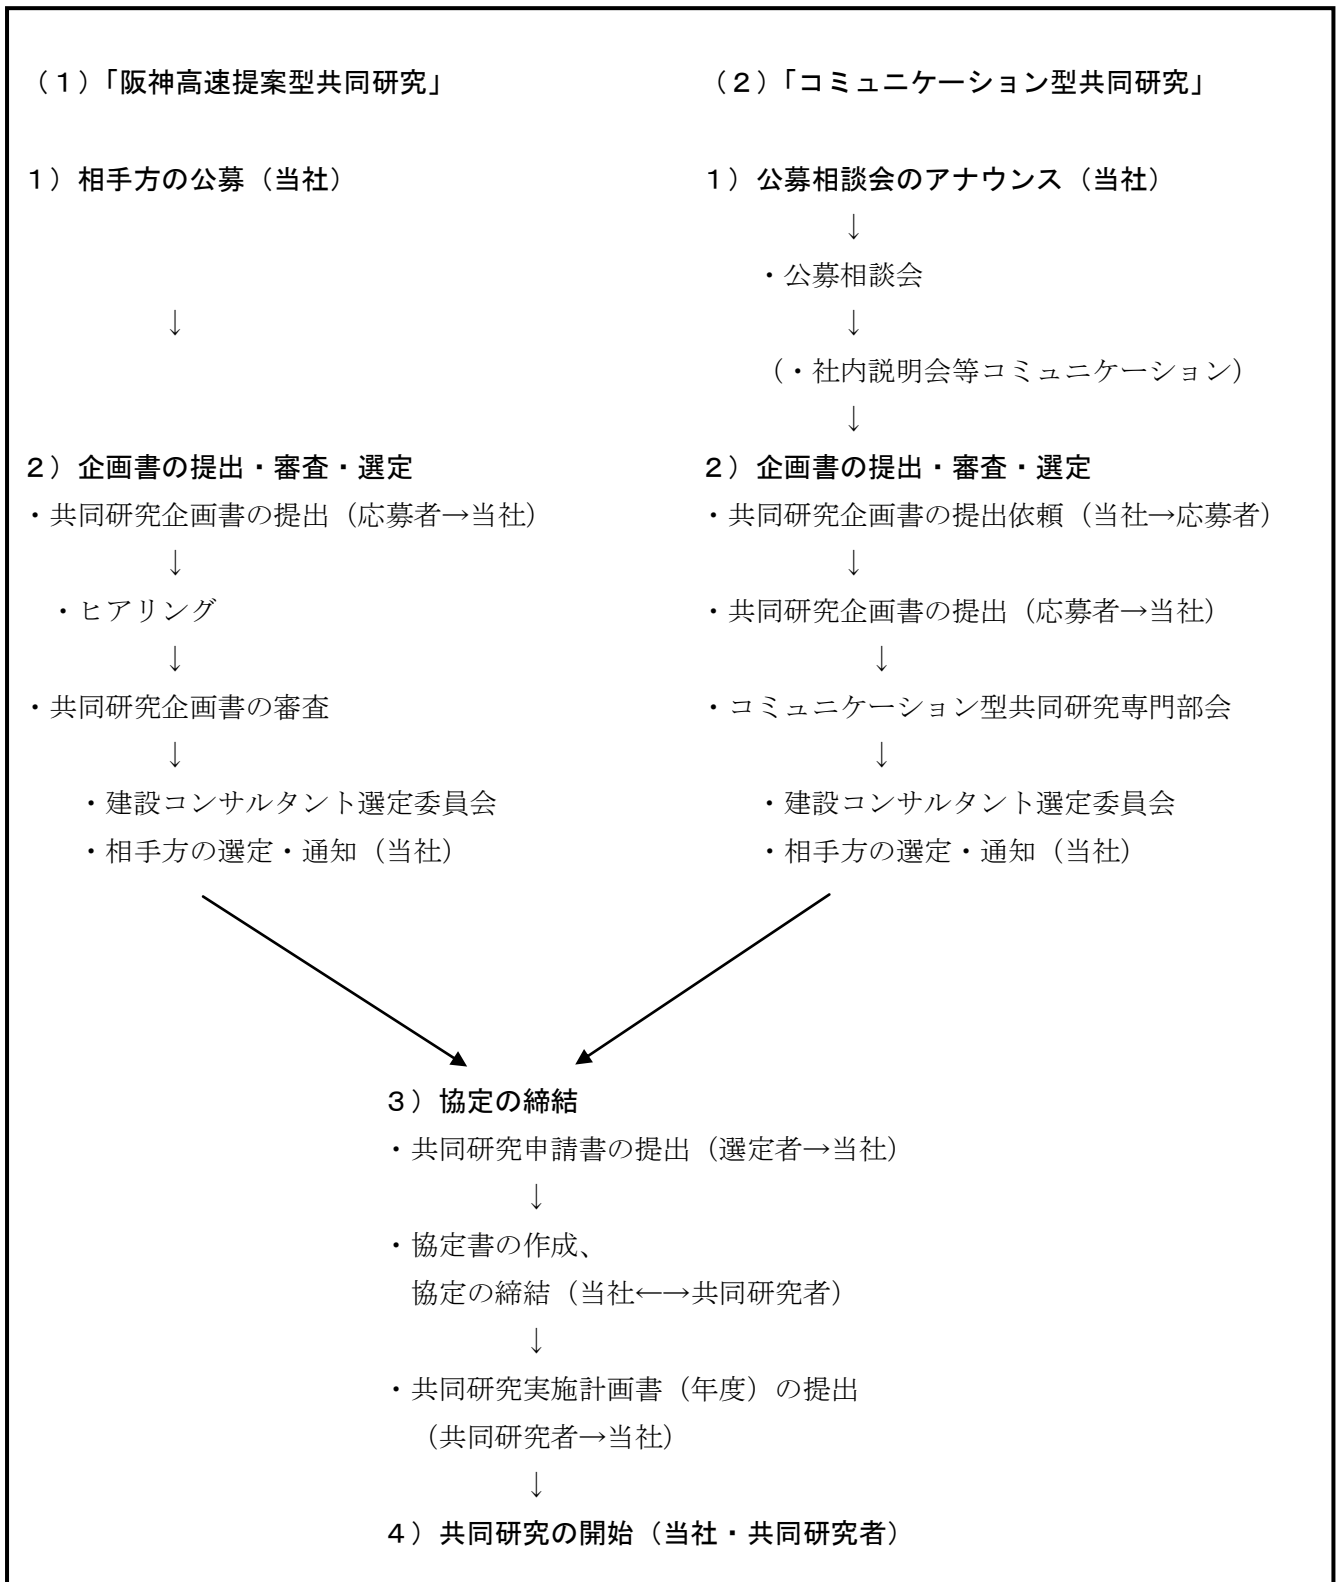 （１）「阪神高速提案型共同研究」
１）相手方の公募（当社）
↓
２）企画書の提出・審査・選定
・共同研究企画書の提出（応募者→当社）
↓
・ヒアリング
↓
・共同研究企画書の審査
↓
・建設コンサルタント選定委員会
・相手方の選定・通知（当社）
（２）「コミュニケーション型共同研究」
１）公募相談会のアナウンス（当社）
↓
・公募相談会
↓
（・社内説明会等コミュニケーション）
↓
２）企画書の提出・審査・選定
・共同研究企画書の提出依頼（当社→応募者）
↓
・共同研究企画書の提出（応募者→当社）
↓
・コミュニケーション型共同研究専門部会
↓
・建設コンサルタント選定委員会
・相手方の選定・通知（当社）
３）協定の締結
・共同研究申請書の提出（選定者→当社）
↓
・協定書の作成、
協定の締結（当社←→共同研究者）
↓
・共同研究実施計画書（年度）の提出
（共同研究者→当社）
↓
４）共同研究の開始（当社・共同研究者）